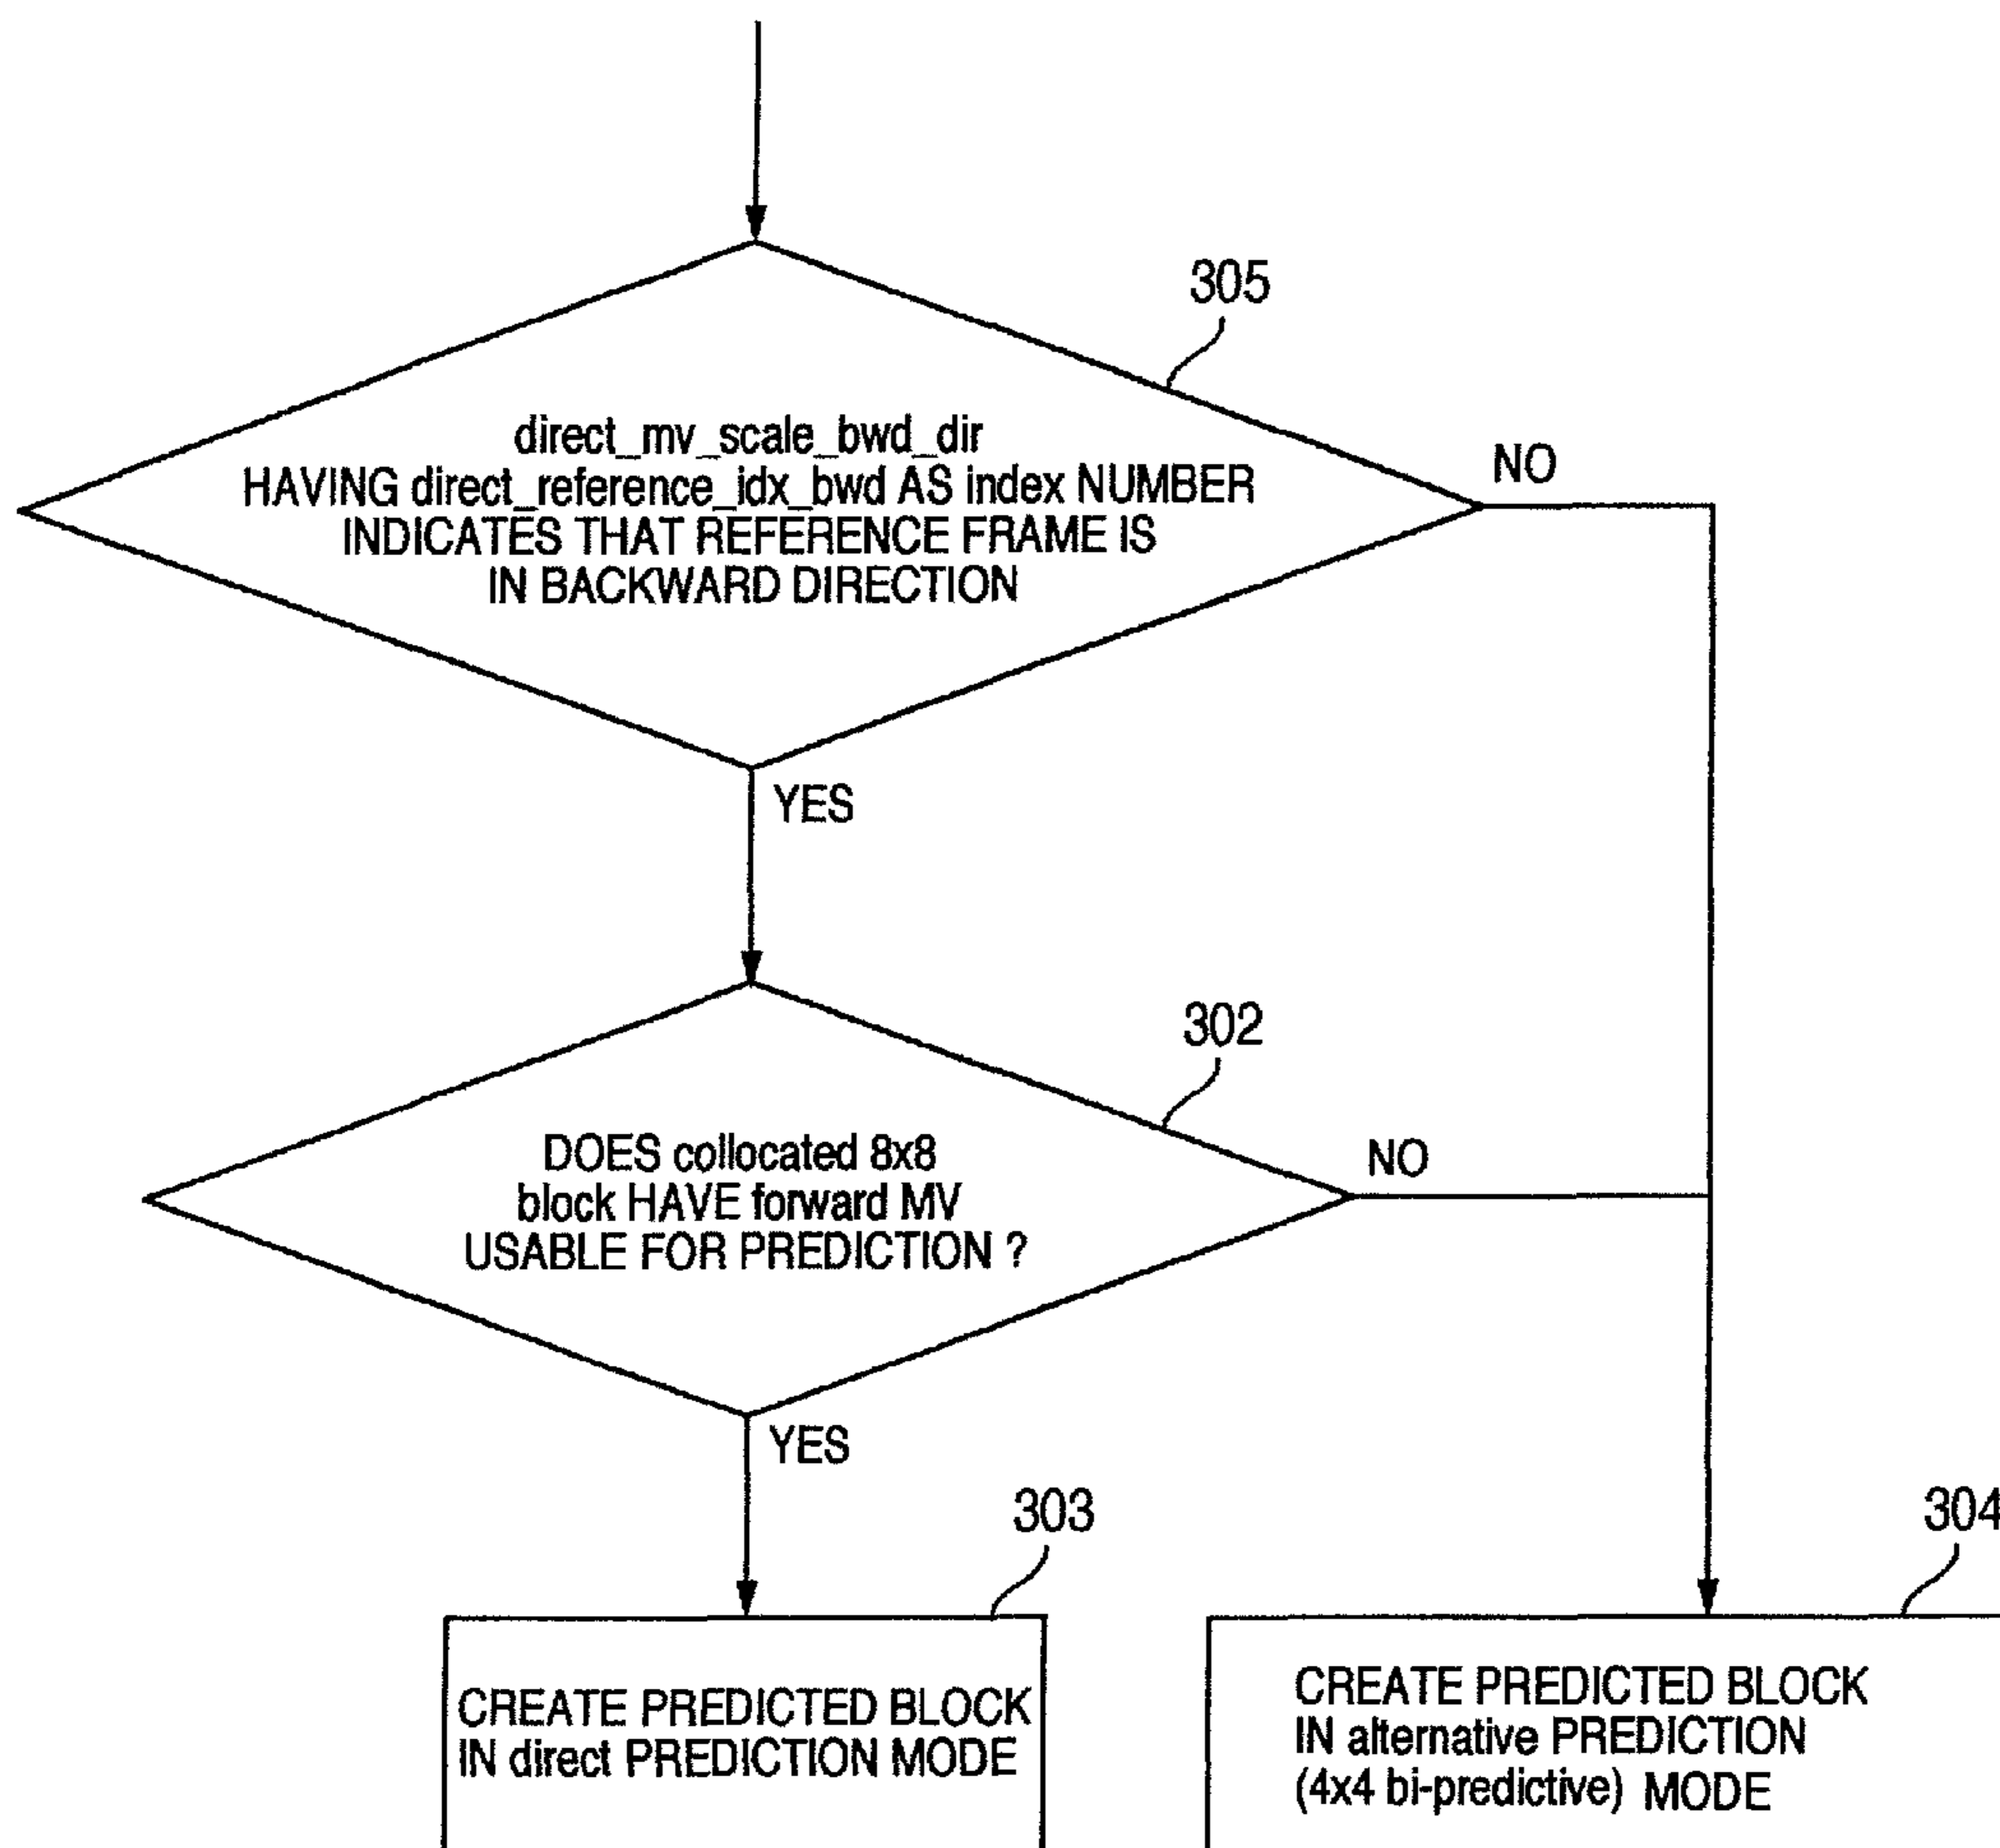 305
direct_mv_scale_bwd_dir
HAVING direct_reference_idx_bwd AS index NUMBER
INDICATES THAT REFERENCE FRAME IS
IN BACKWARD DIRECTION
NO
YES
302
DOES collocated 8x8
block HAVE forward MV
USABLE FOR PREDICTION ?
NO
YES
303
304
CREATE PREDICTED BLOCK
IN direct PREDICTION MODE
CREATE PREDICTED BLOCK
IN alternative PREDICTION
(4x4 bi-predictive) MODE